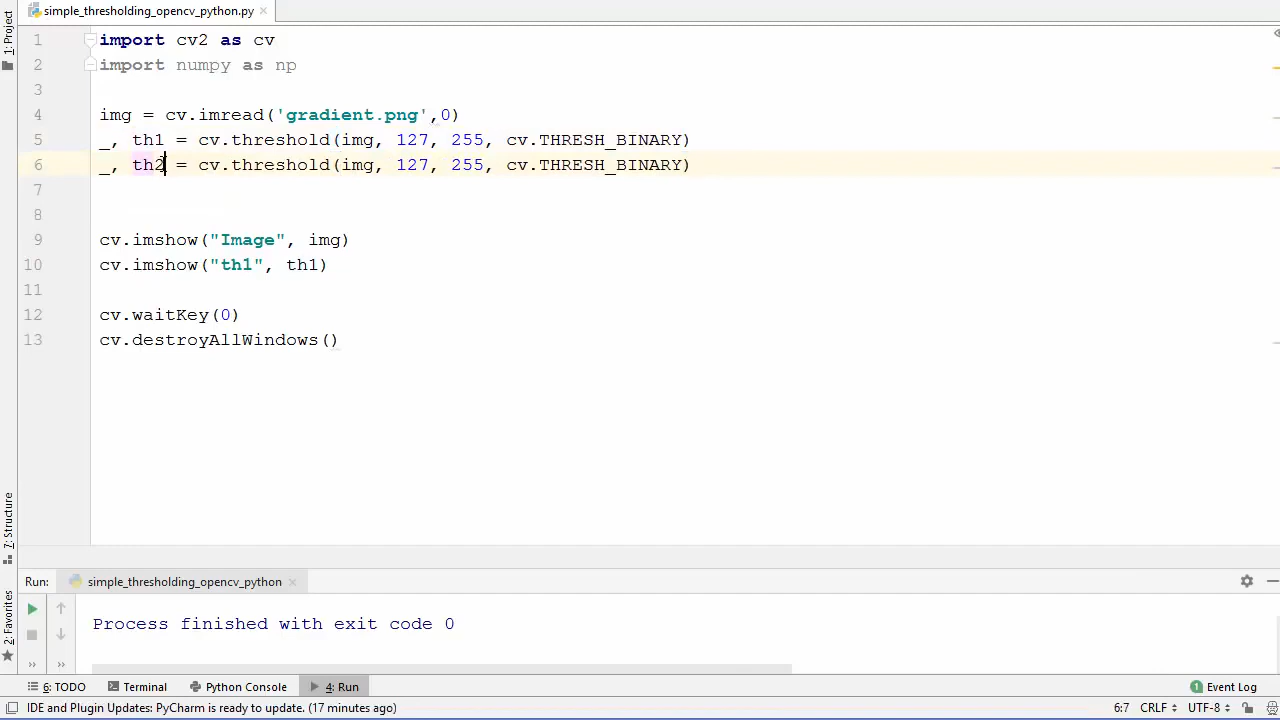 simple_thresholding_opencv_python.py
1: Project
1 import cv2 as cv
2 import numpy as np
3
4 img = cv.imread('gradient.png',0)
5 _, th1 = cv.threshold(img, 127, 255, cv.THRESH_BINARY)
6 _, th2 = cv.threshold(img, 127, 255, cv.THRESH_BINARY)
7
8
9 cv.imshow("Image", img)
10 cv.imshow("th1", th1)
11
12 cv.waitKey(0)
13 cv.destroyAllWindows()
7: Structure
2: Favorites
Run: simple_thresholding_opencv_python
Process finished with exit code 0
6: TODO Terminal Python Console 4: Run 1 Event Log
IDE and Plugin Updates: PyCharm is ready to update. (17 minutes ago) 6:7 CRLF UTF-8